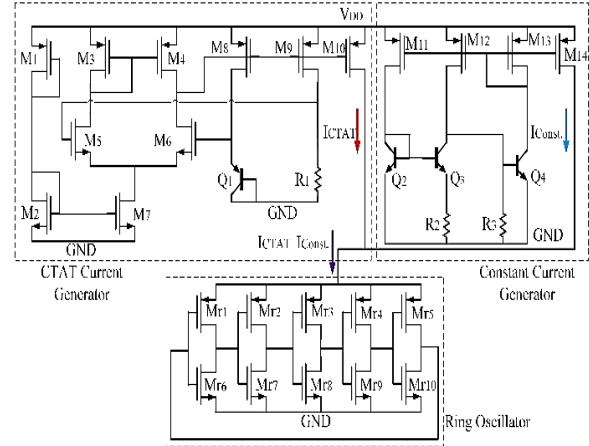 VDD
M1 M3 M4 M8 M9 M10 M11 M12 M13 M14
ICTAT IConst.
M5 M6
Q1 R1 Q2 Q3 Q4
M2 M7 GND R2 R3
GND GND
CTAT Current
Generator
ICTAT IConst.
Constant Current
Generator
Mr1 Mr2 Mr3 Mr4 Mr5
Mr6 Mr7 Mr8 Mr9 Mr10
GND Ring Oscillator